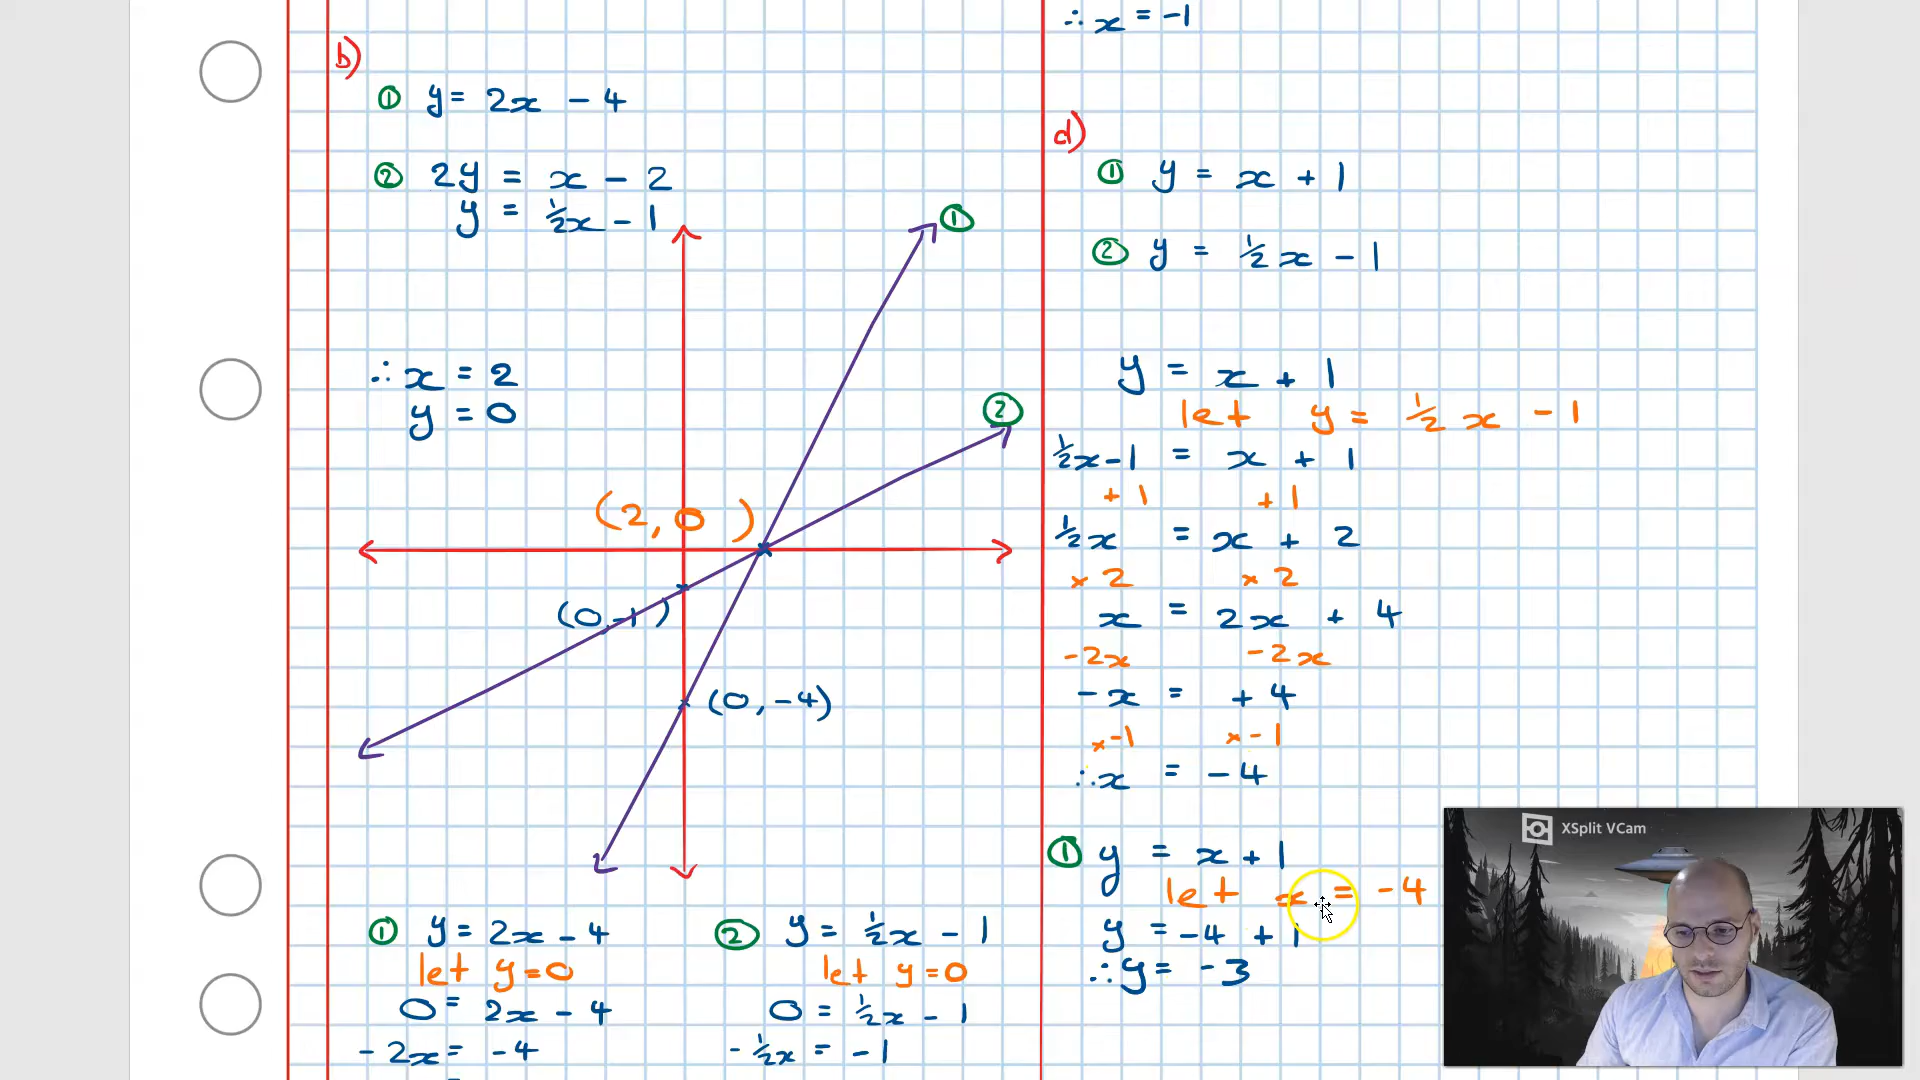 b)
① y = 2x - 4
② 2y = x - 2
y = ½x - 1
①
∴ x = 2
y = 0
②
(2, 0)
(0, -1)
(0, -4)
① y = 2x - 4
let y = 0
0 = 2x - 4
-2x = -4
② y = ½x - 1
let y = 0
0 = ½x - 1
-½x = -1
∴ x = -1
d)
① y = x + 1
② y = ½x - 1
y = x + 1
let y = ½x - 1
½x - 1 = x + 1
+ 1 + 1
½x = x + 2
× 2 × 2
x = 2x + 4
-2x -2x
-x = + 4
× -1 × -1
∴ x = -4
① y = x + 1
let x = -4
y = -4 + 1
∴ y = -3
XSplit VCam